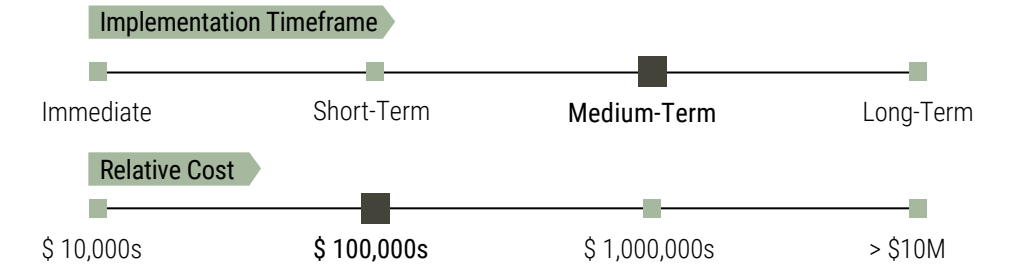 Implementation Timeframe
Immediate Short-Term Medium-Term Long-Term
Relative Cost
$ 10,000s $ 100,000s $ 1,000,000s > $10M